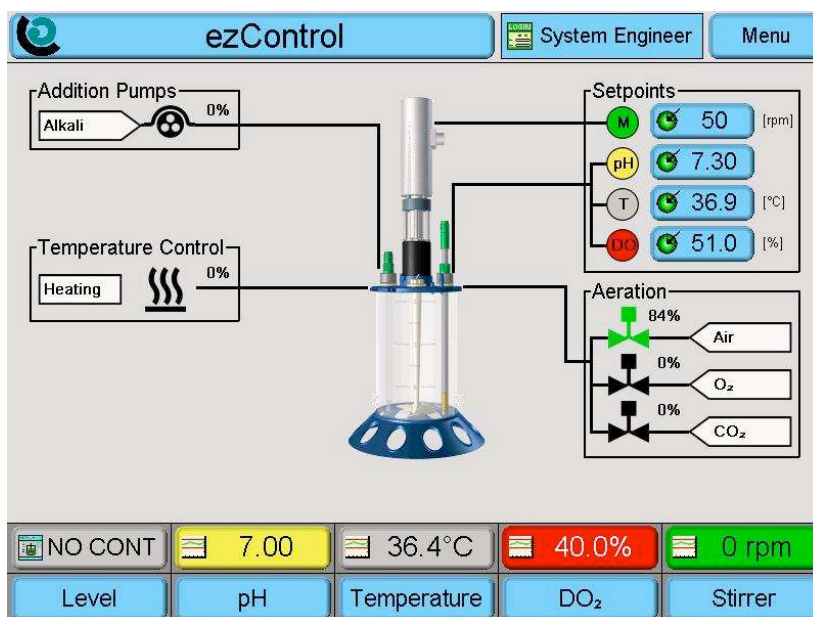 ezControl
LOGIN
System Engineer
Menu
Addition Pumps
Alkali
0%
Temperature Control
Heating
0%
Setpoints
M 50 [rpm]
pH 7.30
T 36.9 [°C]
DO 51.0 [%]
Aeration
84%
Air
0%
O₂
0%
CO₂
NO CONT 7.00 36.4°C 40.0% 0 rpm
Level pH Temperature DO₂ Stirrer